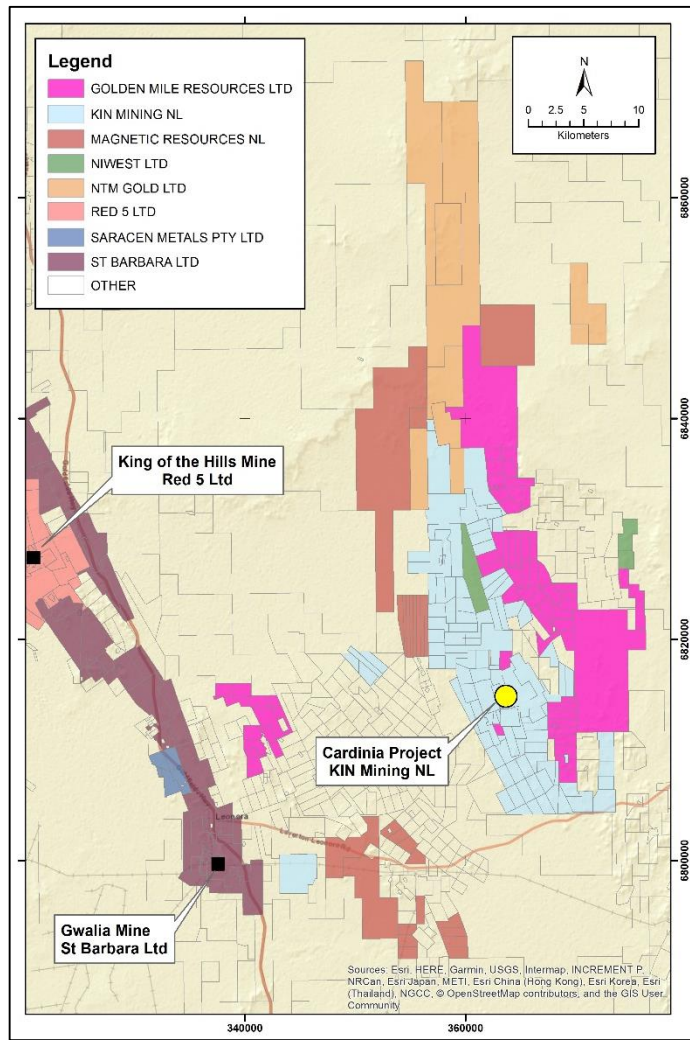 Legend
GOLDEN MILE RESOURCES LTD
KIN MINING NL
MAGNETIC RESOURCES NL
NIWEST LTD
NTM GOLD LTD
RED 5 LTD
SARACEN METALS PTY LTD
ST BARBARA LTD
OTHER
N
0 2.5 5 10
Kilometers
6860000
6840000
King of the Hills Mine
Red 5 Ltd
6820000
Cardinia Project
KIN Mining NL
Leonora
6800000
Gwalia Mine
St Barbara Ltd
Sources: Esri, HERE, Garmin, USGS, Intermap, INCREMENT P,
NRCan, Esri Japan, METI, Esri China (Hong Kong), Esri Korea, Esri
(Thailand), NGCC, © OpenStreetMap contributors, and the GIS User
Community
340000 360000